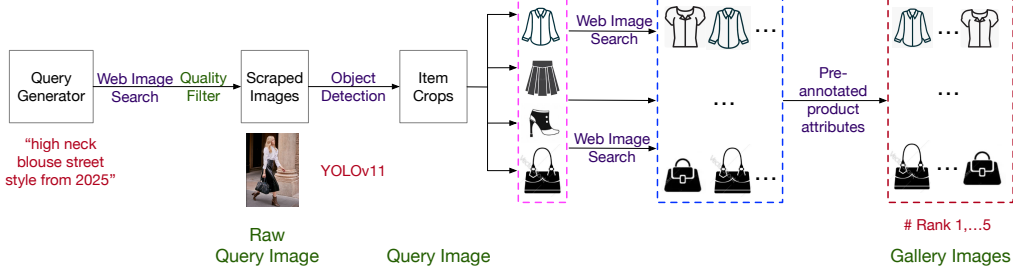 Query
Generator
Web Image
Search
Quality
Filter
Scraped
Images
Object
Detection
Item
Crops
Web Image
Search
Web Image
Search
...
...
...
Pre-
annotated
product
attributes
...
...
...
"high neck
blouse street
style from 2025"
YOLOv11
Raw
Query Image
Query Image
# Rank 1,...5
Gallery Images